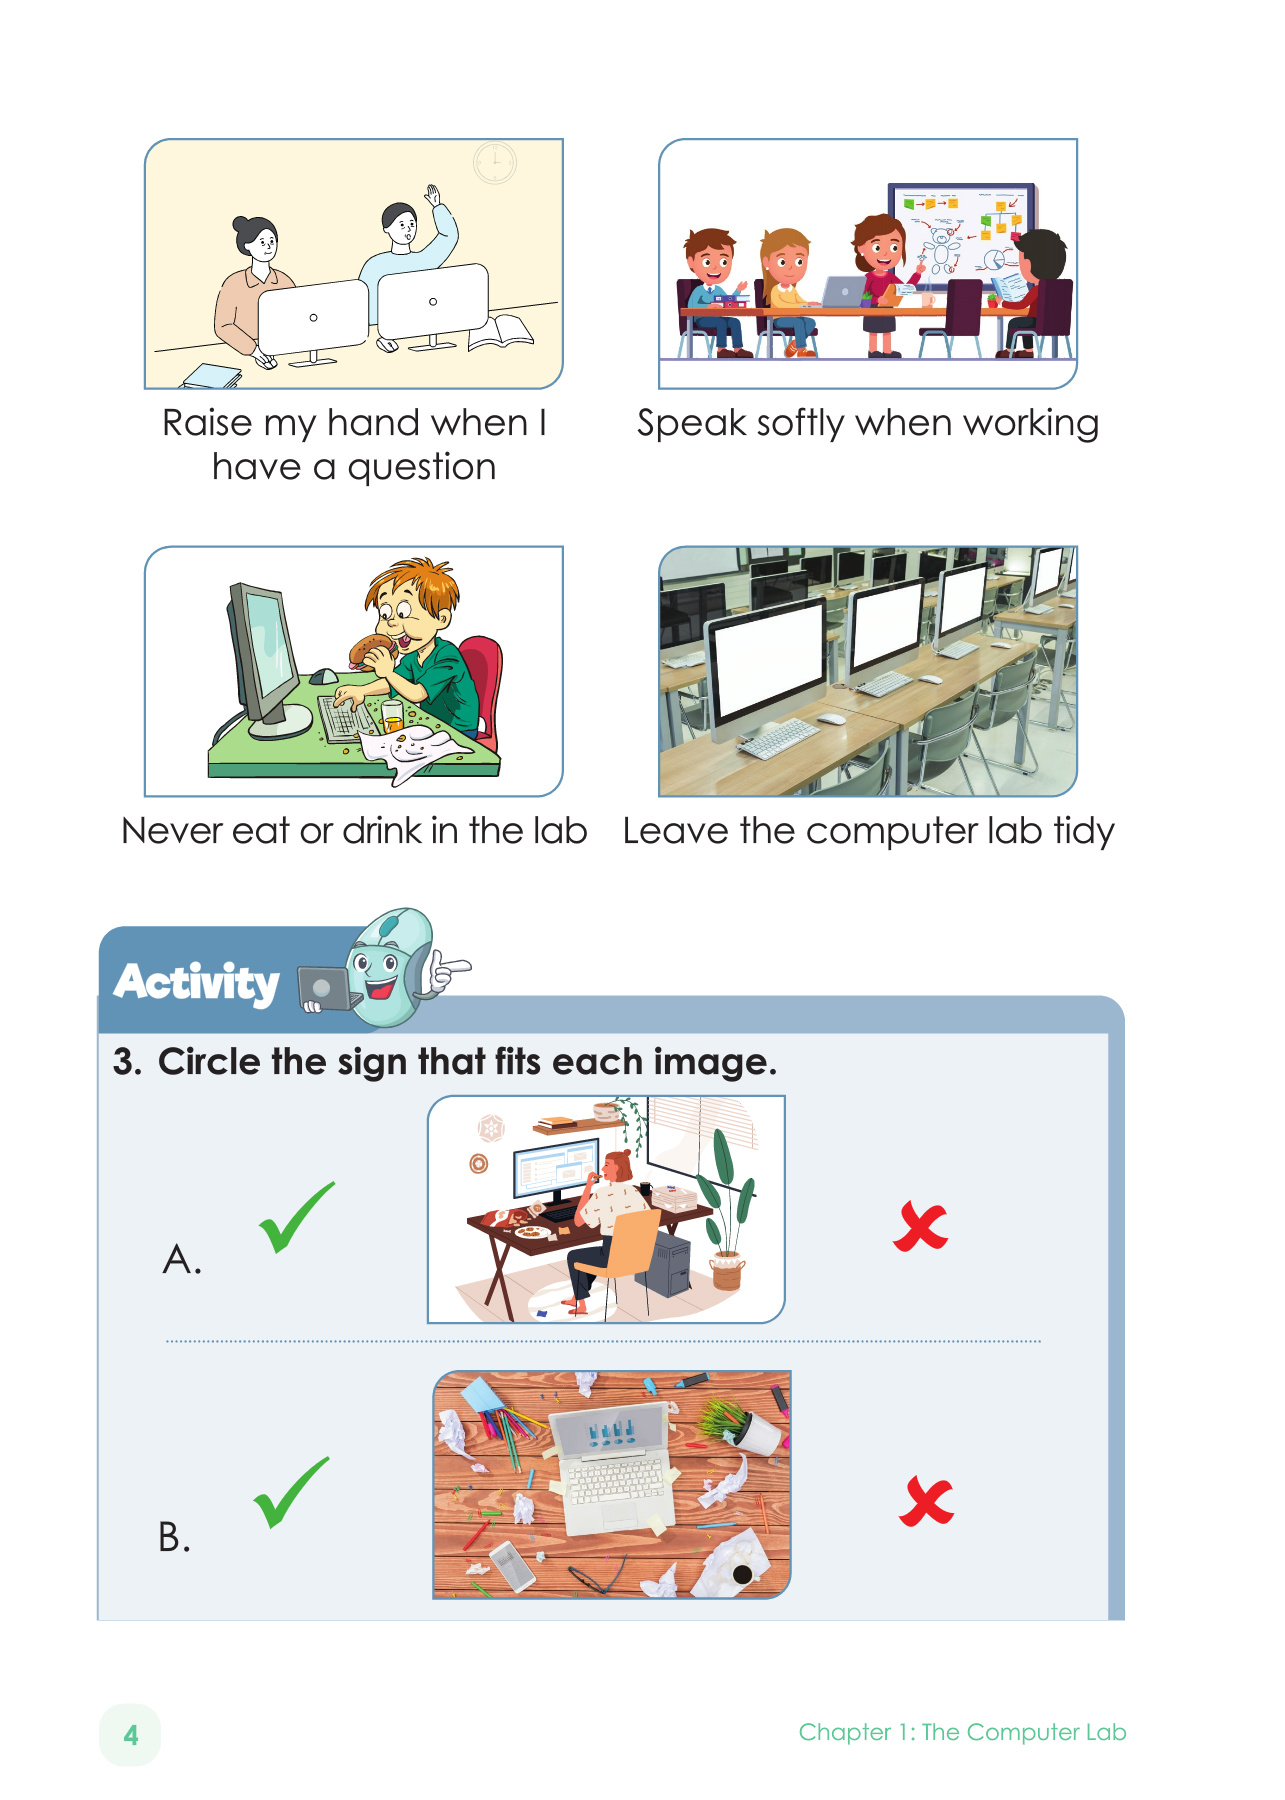 Raise my hand when I
have a question
Speak softly when working
Never eat or drink in the lab
Leave the computer lab tidy
Activity
3. Circle the sign that fits each image.
A.
B.
4
Chapter 1: The Computer Lab